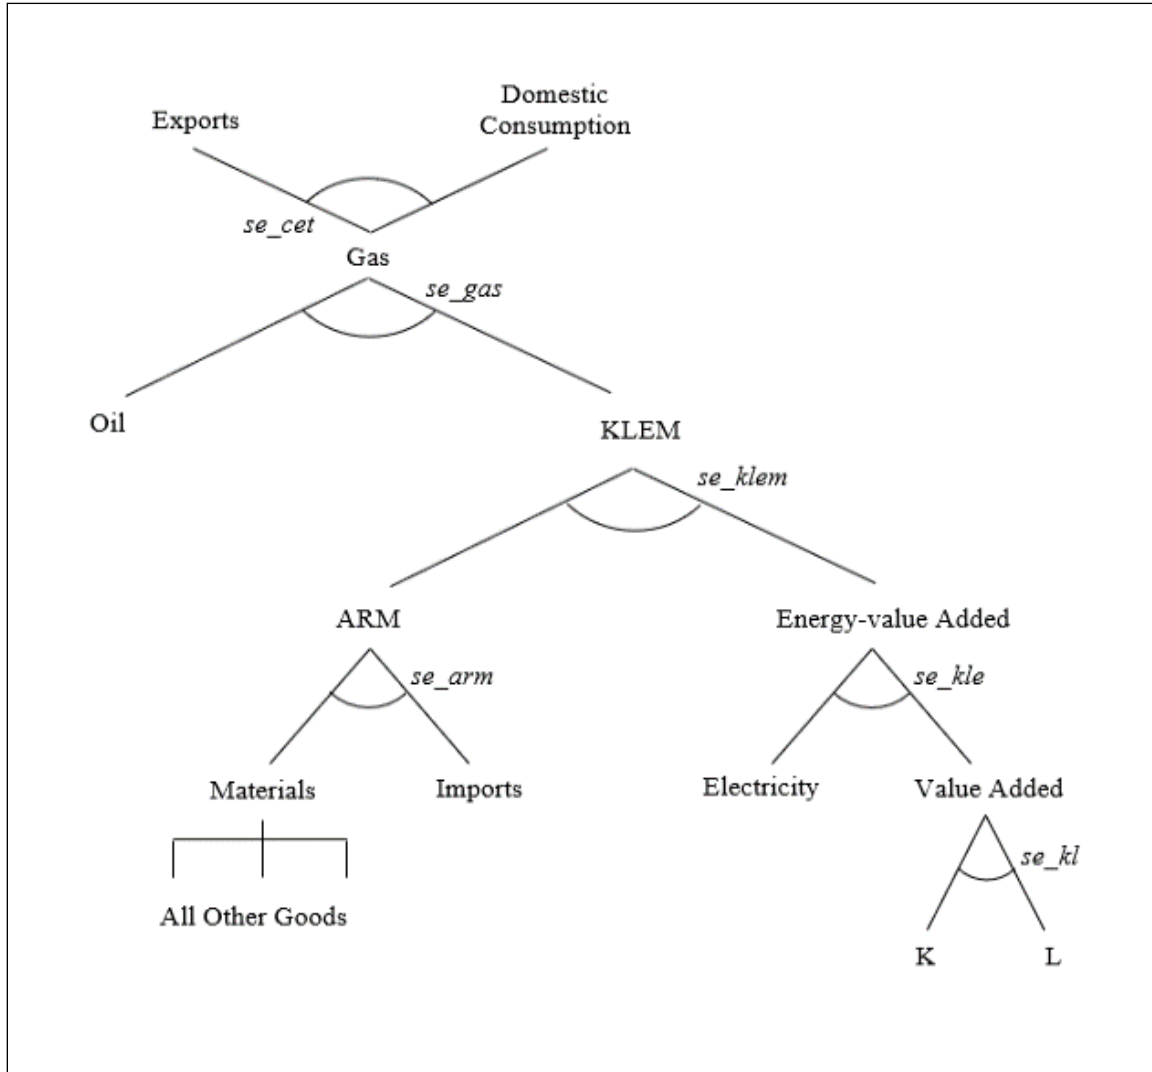 Exports
Domestic
Consumption
se_cet
Gas
se_gas
Oil
KLEM
se_klem
ARM
Energy-value Added
se_arm
se_kle
Materials
Imports
Electricity
Value Added
se_kl
All Other Goods
K
L